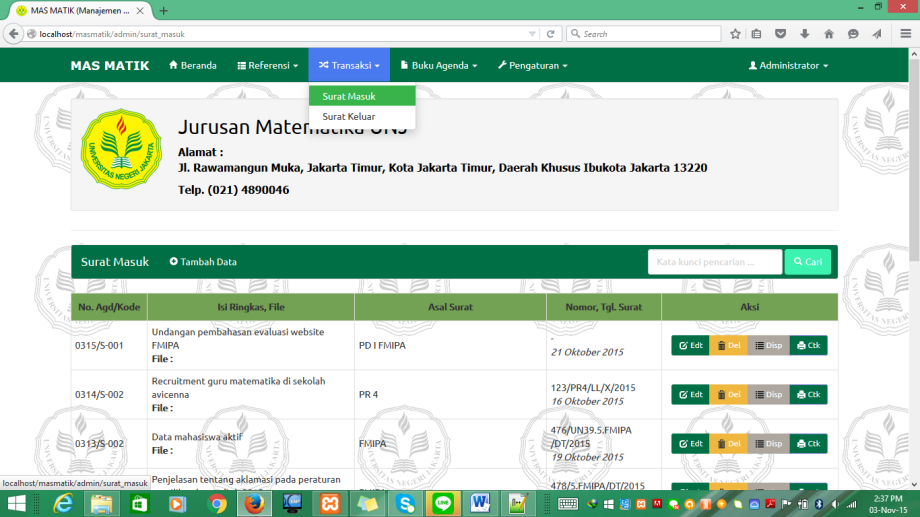 MAS MATIK (Manajemen ...
localhost/masmatik/admin/surat_masuk
Search
MAS MATIK Beranda Referensi Transaksi Buku Agenda Pengaturan Administrator
Surat Masuk
Surat Keluar
Jurusan Matematika UNJ
Alamat :
Jl. Rawamangun Muka, Jakarta Timur, Kota Jakarta Timur, Daerah Khusus Ibukota Jakarta 13220
Telp. (021) 4890046
UNIVERSITAS NEGERI JAKARTA
Surat Masuk Tambah Data Kata kunci pencarian ... Cari
No. Agd/Kode Isi Ringkas, File Asal Surat Nomor, Tgl. Surat Aksi
0315/S-001
Undangan pembahasan evaluasi website
FMIPA
File :
PD I FMIPA
-
21 Oktober 2015
Edt Del Disp Ctk
0314/S-002
Recruitment guru matematika di sekolah
avicenna
File :
PR 4
123/PR4/LL/X/2015
16 Oktober 2015
Edt Del Disp Ctk
0313/S-002
Data mahasiswa aktif
File :
FMIPA
476/UN39.5.FMIPA
/DT/2015
19 Oktober 2015
Edt Del Disp Ctk
Penjelasan tentang aklamasi pada peraturan
478/5.FMIPA/DT/2015
localhost/masmatik/admin/surat_masuk
2:37 PM
03-Nov-15